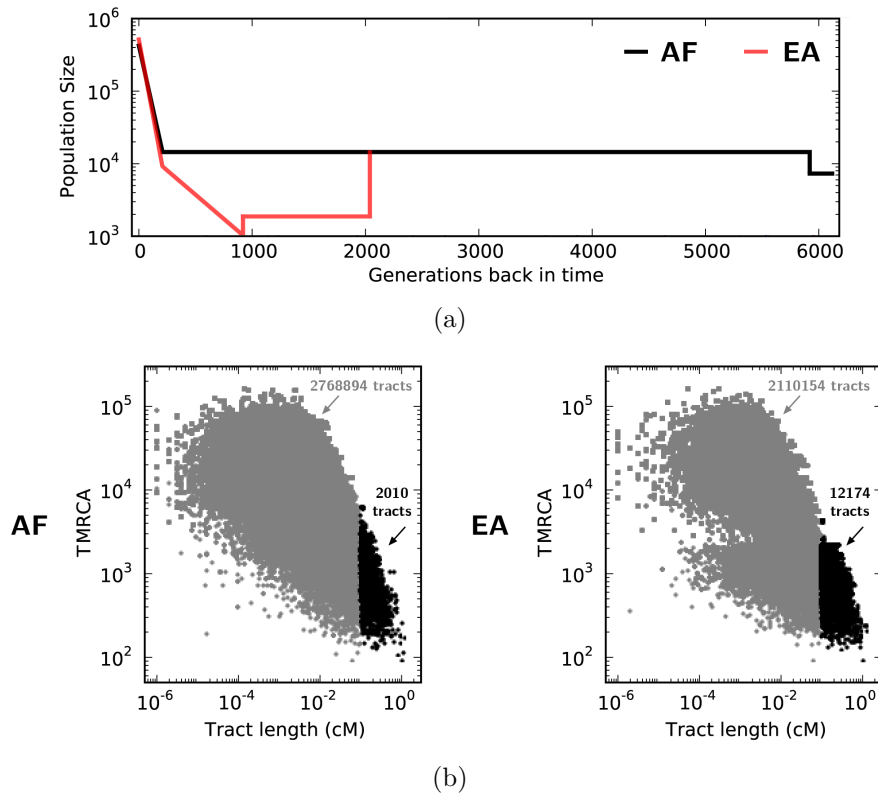 10^6
10^5
10^4
10^3
Population Size
AF EA
0 1000 2000 3000 4000 5000 6000
Generations back in time
(a)
AF
TMRCA
10^5
10^4
10^3
10^2
2768894 tracts
2010
tracts
10^-6 10^-4 10^-2 10^0
Tract length (cM)
EA
TMRCA
10^5
10^4
10^3
10^2
2110154 tracts
12174
tracts
10^-6 10^-4 10^-2 10^0
Tract length (cM)
(b)